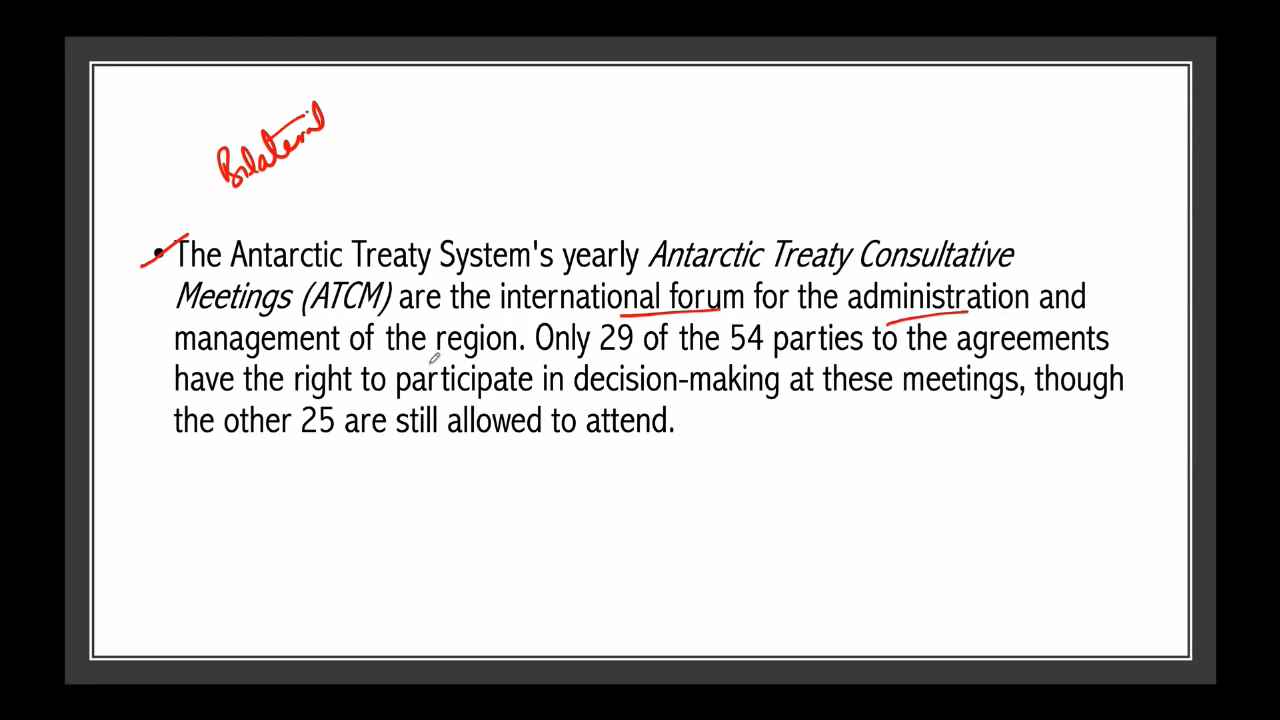 Bilateral
• The Antarctic Treaty System's yearly Antarctic Treaty Consultative
Meetings (ATCM) are the international forum for the administration and
management of the region. Only 29 of the 54 parties to the agreements
have the right to participate in decision-making at these meetings, though
the other 25 are still allowed to attend.